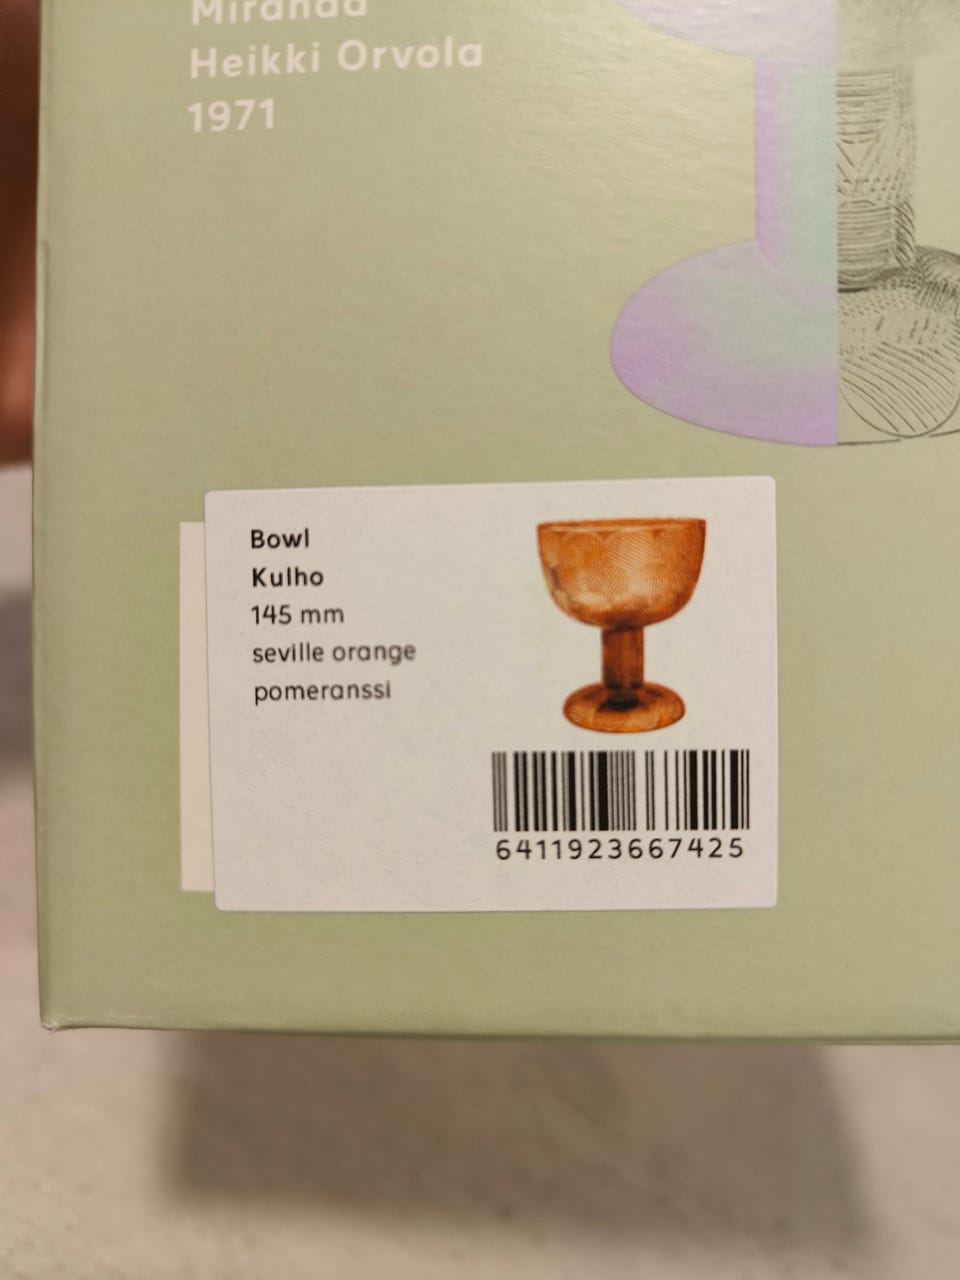 Miranda
Heikki Orvola
1971
Bowl
Kulho
145 mm
seville orange
pomeranssi
6411923667425